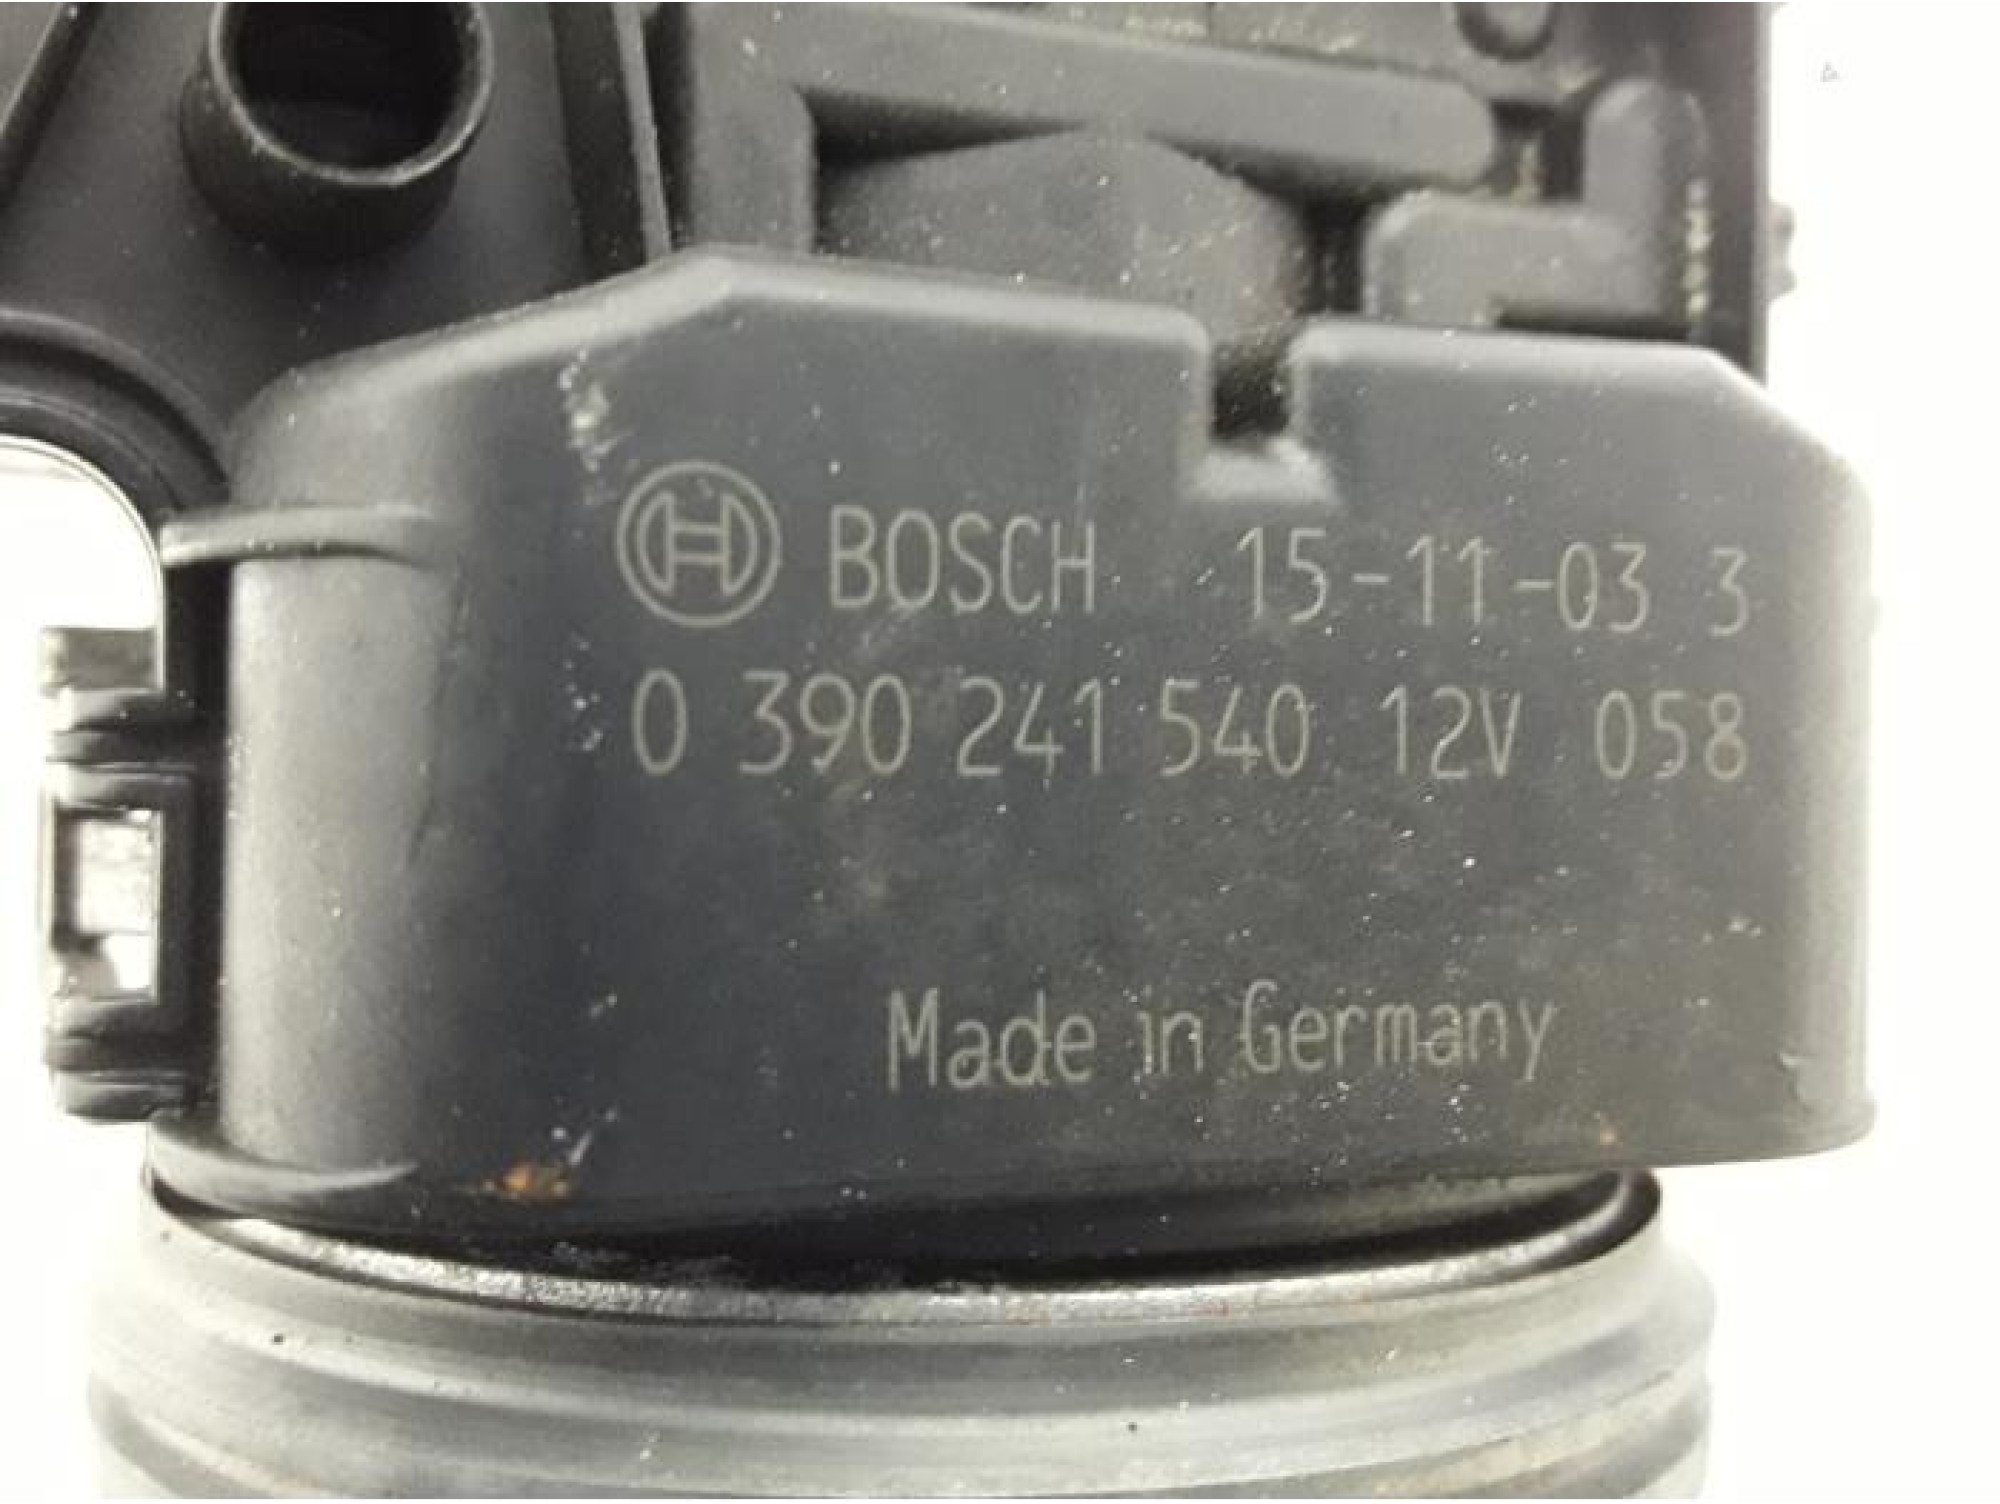 BOSCH 15-11-03 3
0 390 241 540 12V 058
Made in Germany